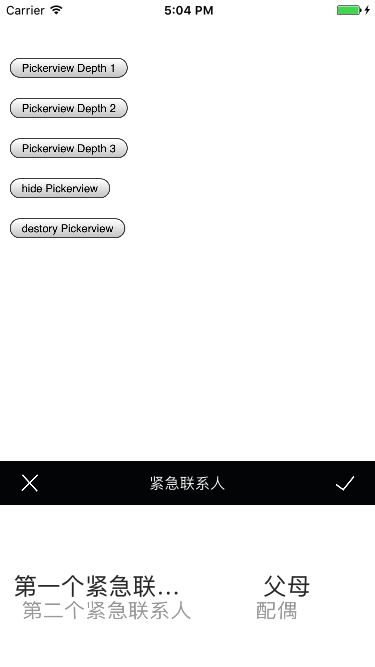 Carrier 5:04 PM
Pickerview Depth 1
Pickerview Depth 2
Pickerview Depth 3
hide Pickerview
destory Pickerview
紧急联系人
第一个紧急联... 父母
第二个紧急联系人 配偶